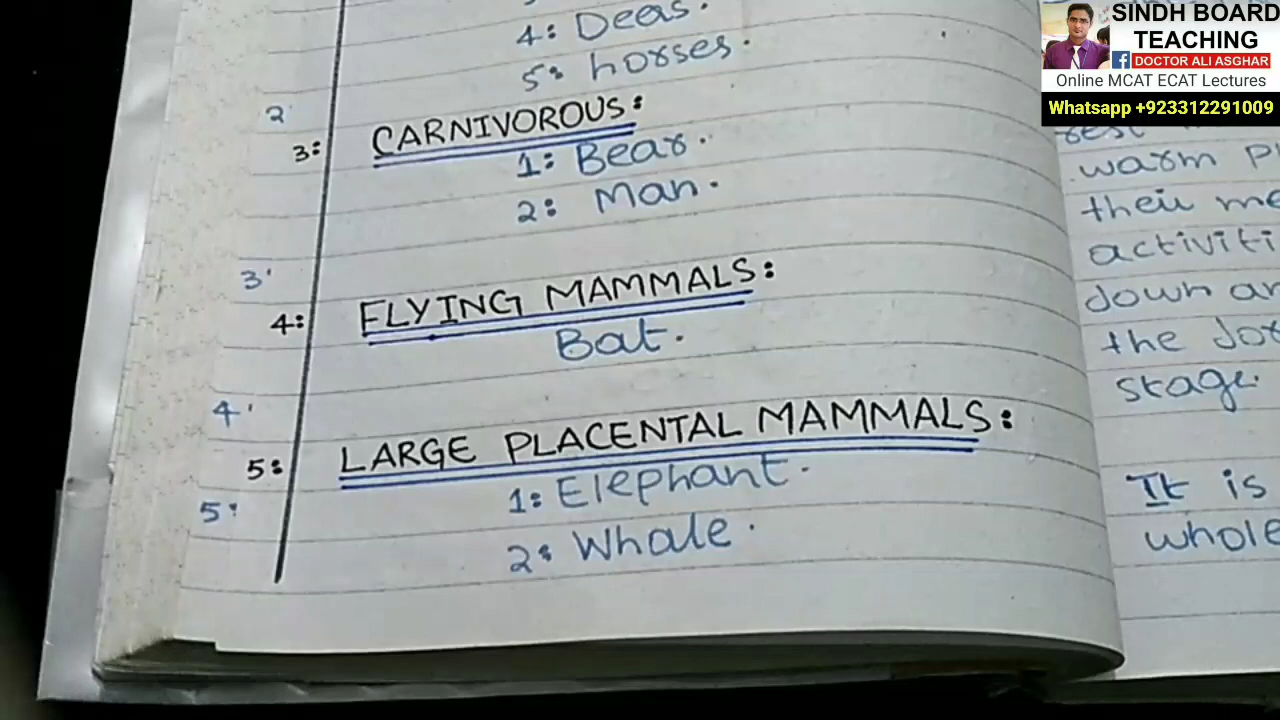 4: Deas.
5: horses.
2'
3: CARNIVOROUS:
1: Bear.
2: Man.
3'
4: FLYING MAMMALS:
Bat.
4'
5: LARGE PLACENTAL MAMMALS:
1: Elephant.
5:
2: Whale.
warm
their me
activiti
down an
the
stage.
It is
whole
SINDH BOARD
TEACHING
f DOCTOR ALI ASGHAR
Online MCAT ECAT Lectures
Whatsapp +923312291009